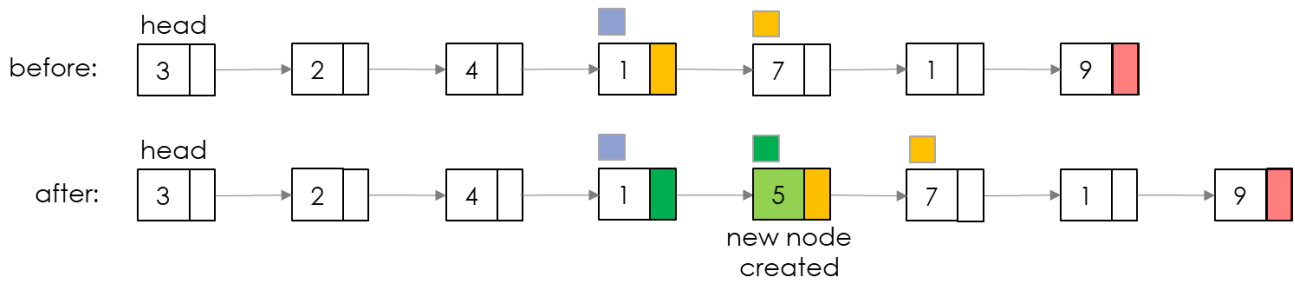 head
before: 3 2 4 1 7 1 9
head
after: 3 2 4 1 5 7 1 9
new node
created